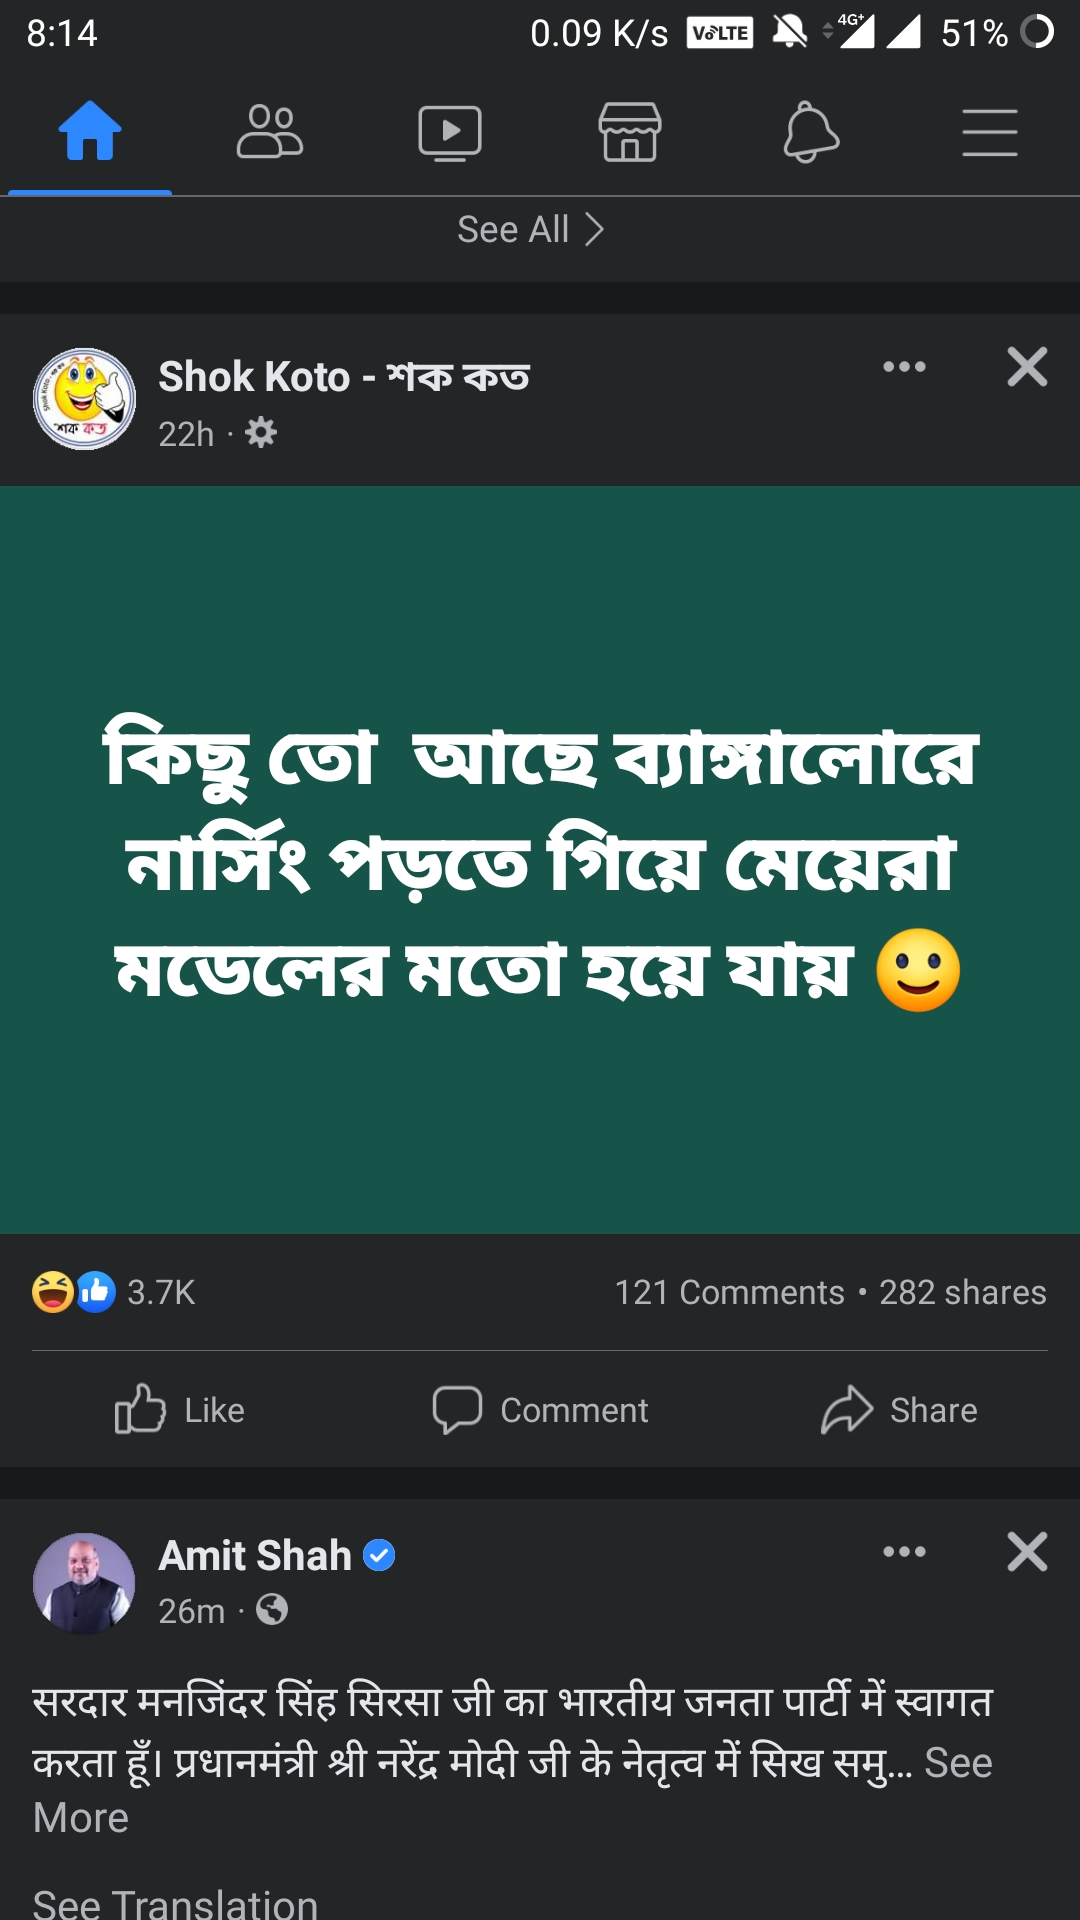 8:14 0.09 K/s VoLTE 4G+ 51%
See All
Shok Koto - শক কত
22h ·
কিছু তো আছে ব্যাঙ্গালোরে
নার্সিং পড়তে গিয়ে মেয়েরা
মডেলের মতো হয়ে যায় 🙂
3.7K 121 Comments • 282 shares
Like Comment Share
Amit Shah
26m ·
सरदार मनजिंदर सिंह सिरसा जी का भारतीय जनता पार्टी में स्वागत
करता हूँ। प्रधानमंत्री श्री नरेंद्र मोदी जी के नेतृत्व में सिख समु... See
More
See Translation